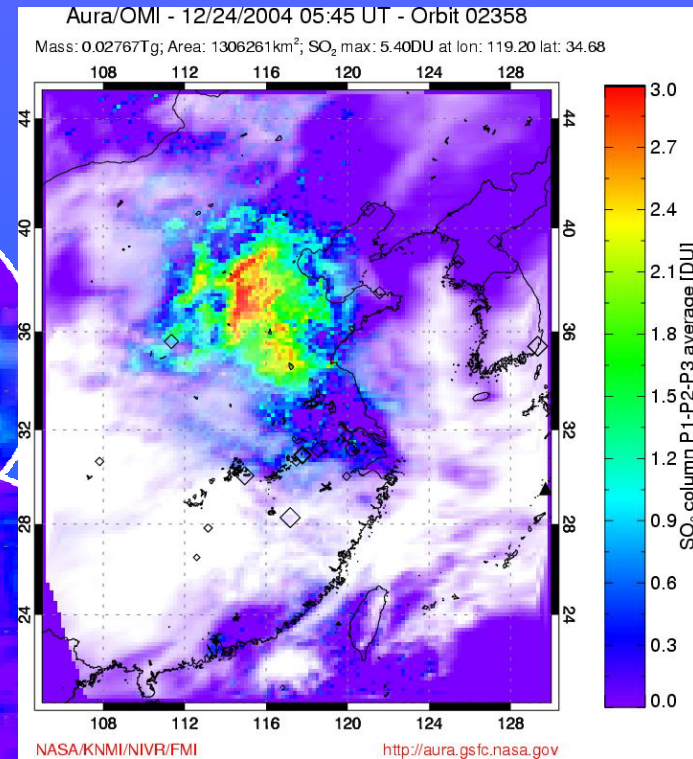 Aura/OMI - 12/24/2004 05:45 UT - Orbit 02358
Mass: 0.02767Tg; Area: 1306261km²; SO₂ max: 5.40DU at lon: 119.20 lat: 34.68
108 112 116 120 124 128
44 44
40 40
36 36
32 32
28 28
24 24
108 112 116 120 124 128
3.0
2.7
2.4
2.1
1.8
1.5
1.2
0.9
0.6
0.3
0.0
SO₂ column P1-P2-P3 average [DU]
NASA/KNMI/NIVR/FMI http://aura.gsfc.nasa.gov